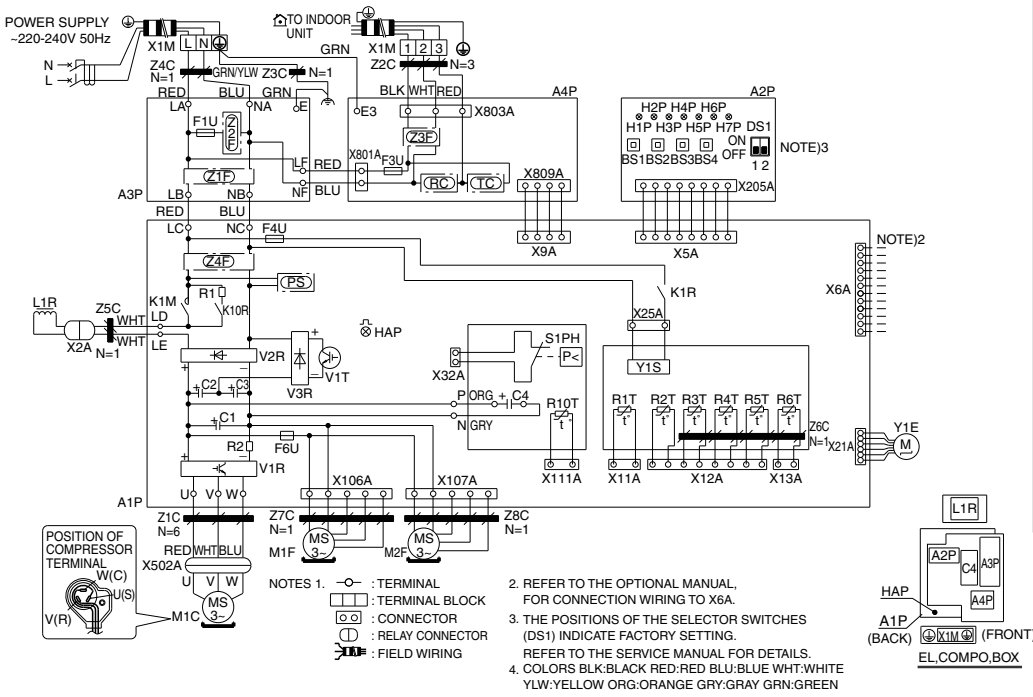 POWER SUPPLY
~220-240V 50Hz
X1M L N
N
L
Z4C
N=1
GRN/YLW
Z3C N=1
RED BLU GRN
LA NA E
F1U Z2F
Z1F
A3P
LB NB
LF RED
NF BLU
TO INDOOR
UNIT
GRN
X1M 1 2 3
Z2C N=3
BLK WHT RED
A4P
E3 X803A
Z3F
X801A F3U
RC TC
X809A
X9A
A2P
H2P H4P H6P
H1P H3P H5P H7P DS1
ON
OFF
NOTE)3
BS1 BS2 BS3 BS4
1 2
X205A
X5A
RED BLU
LC NC F4U
Z4F
PS
K1M R1
K10R
L1R
Z5C
WHT LD
WHT LE
X2A N=1
HAP
V2R
+ −
+C2 +C3
V3R
+
−
V1T
+C1
R2
F6U
+ −
V1R
U V W
A1P
P ORG + C4
N GRY
X32A
S1PH
P<
R10T
t°
X111A
K1R
X25A
Y1S
R1T R2T R3T R4T R5T R6T
t° t° t° t° t° t°
Z6C
N=1
X11A X12A X13A
NOTE)2
X6A
X21A
Y1E
M
X106A X107A
Z1C
N=6
Z7C
N=1
Z8C
N=1
RED WHT BLU
X502A
U V W
MS
3~
M1C
MS
3~
M1F
MS
3~
M2F
POSITION OF
COMPRESSOR
TERMINAL
W(C)
U(S)
V(R)
NOTES 1. : TERMINAL
: TERMINAL BLOCK
: CONNECTOR
: RELAY CONNECTOR
: FIELD WIRING
2. REFER TO THE OPTIONAL MANUAL,
FOR CONNECTION WIRING TO X6A.
3. THE POSITIONS OF THE SELECTOR SWITCHES
(DS1) INDICATE FACTORY SETTING.
REFER TO THE SERVICE MANUAL FOR DETAILS.
4. COLORS BLK:BLACK RED:RED BLU:BLUE WHT:WHITE
YLW:YELLOW ORG:ORANGE GRY:GRAY GRN:GREEN
L1R
A2P C4 A3P
A4P
HAP
A1P
(BACK) X1M (FRONT)
EL,COMPO,BOX